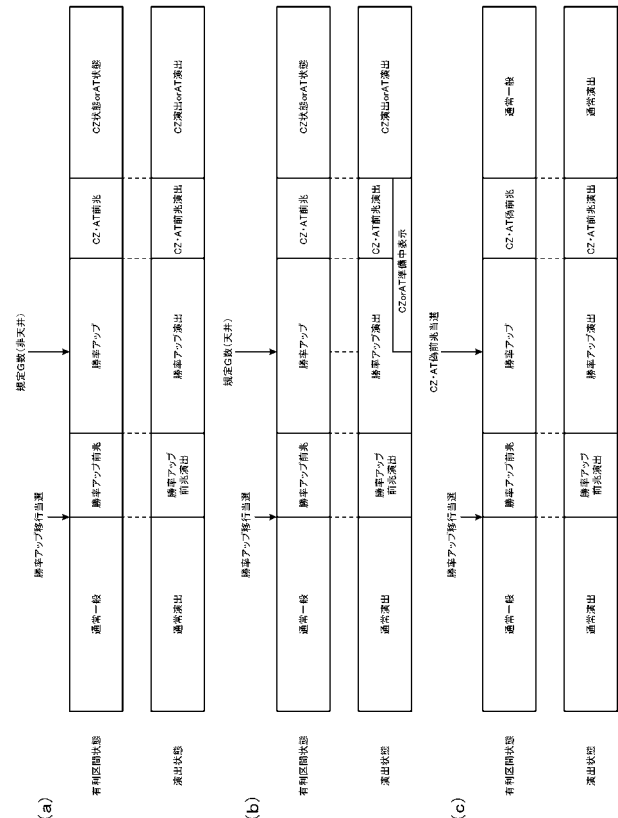 (a)
勝率アップ移行当選
規定G数(非天井)
有利区間状態
通常一般
勝率アップ前兆
勝率アップ
CZ・AT前兆
CZ状態orAT状態
演出状態
通常演出
勝率アップ
前兆演出
勝率アップ演出
CZ・AT前兆演出
CZ演出orAT演出
(b)
勝率アップ移行当選
規定G数(天井)
有利区間状態
通常一般
勝率アップ前兆
勝率アップ
CZ・AT前兆
CZ状態orAT状態
演出状態
通常演出
勝率アップ
前兆演出
勝率アップ演出
CZ・AT前兆演出
CZ演出orAT演出
CZorAT準備中表示
(c)
勝率アップ移行当選
CZ・AT偽前兆当選
有利区間状態
通常一般
勝率アップ前兆
勝率アップ
CZ・AT偽前兆
通常一般
演出状態
通常演出
勝率アップ
前兆演出
勝率アップ演出
CZ・AT前兆演出
通常演出